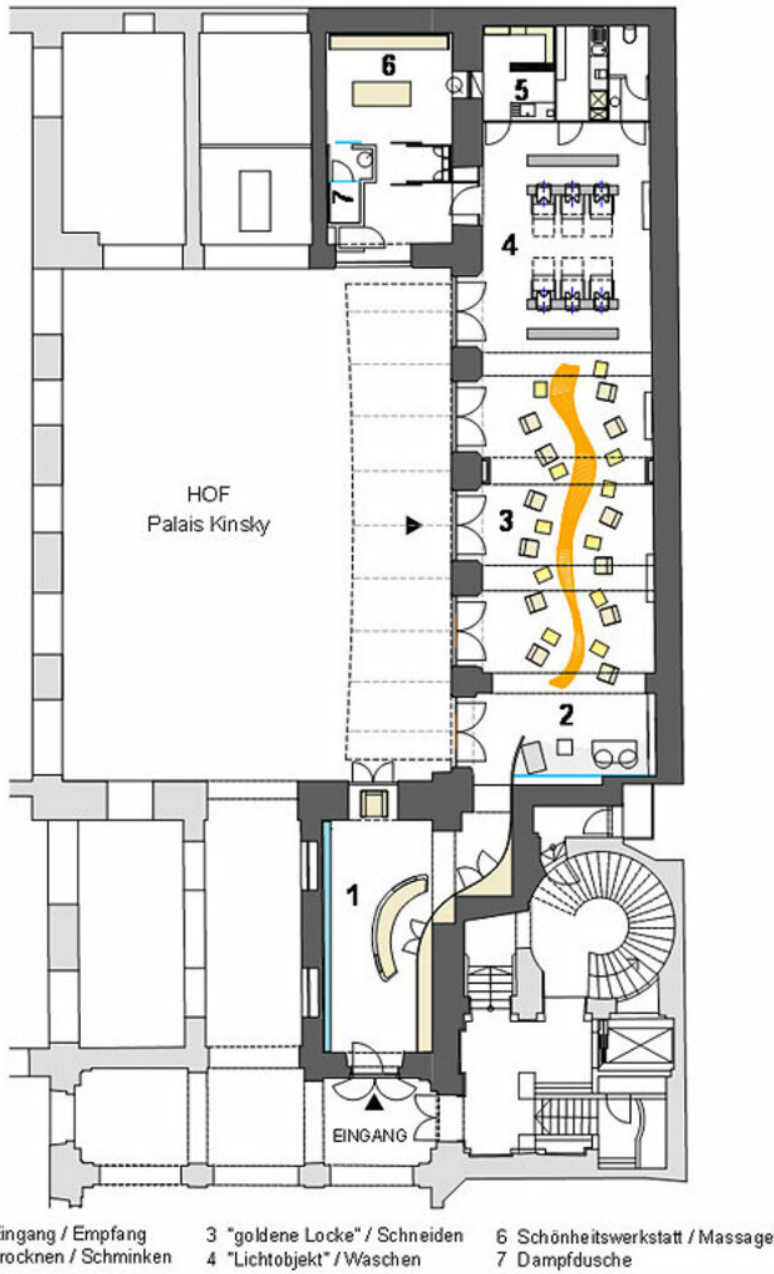 6
5
7
4
HOF
Palais Kinsky
3
2
1
EINGANG
ingang / Empfang
3 "goldene Locke" / Schneiden
6 Schönheitswerkstatt / Massage
rocknen / Schminken
4 "Lichtobjekt" / Waschen
7 Dampfdusche